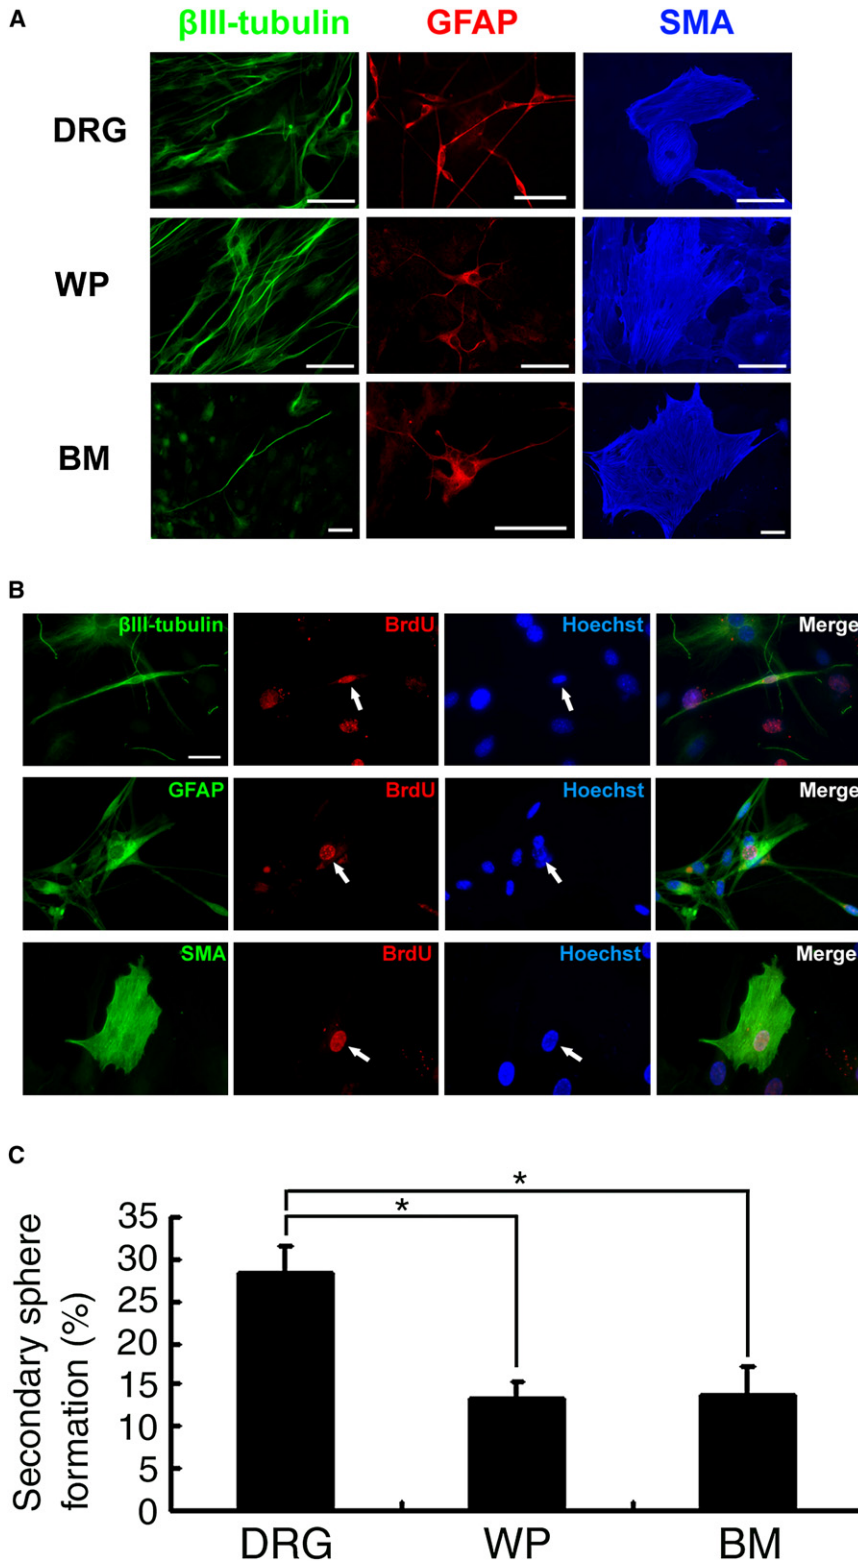 A
βIII-tubulin GFAP SMA
DRG
WP
BM
B
βIII-tubulin BrdU Hoechst Merge
GFAP BrdU Hoechst Merge
SMA BrdU Hoechst Merge
C
Secondary sphere
formation (%)
*
*
35
30
25
20
15
10
5
0
DRG WP BM